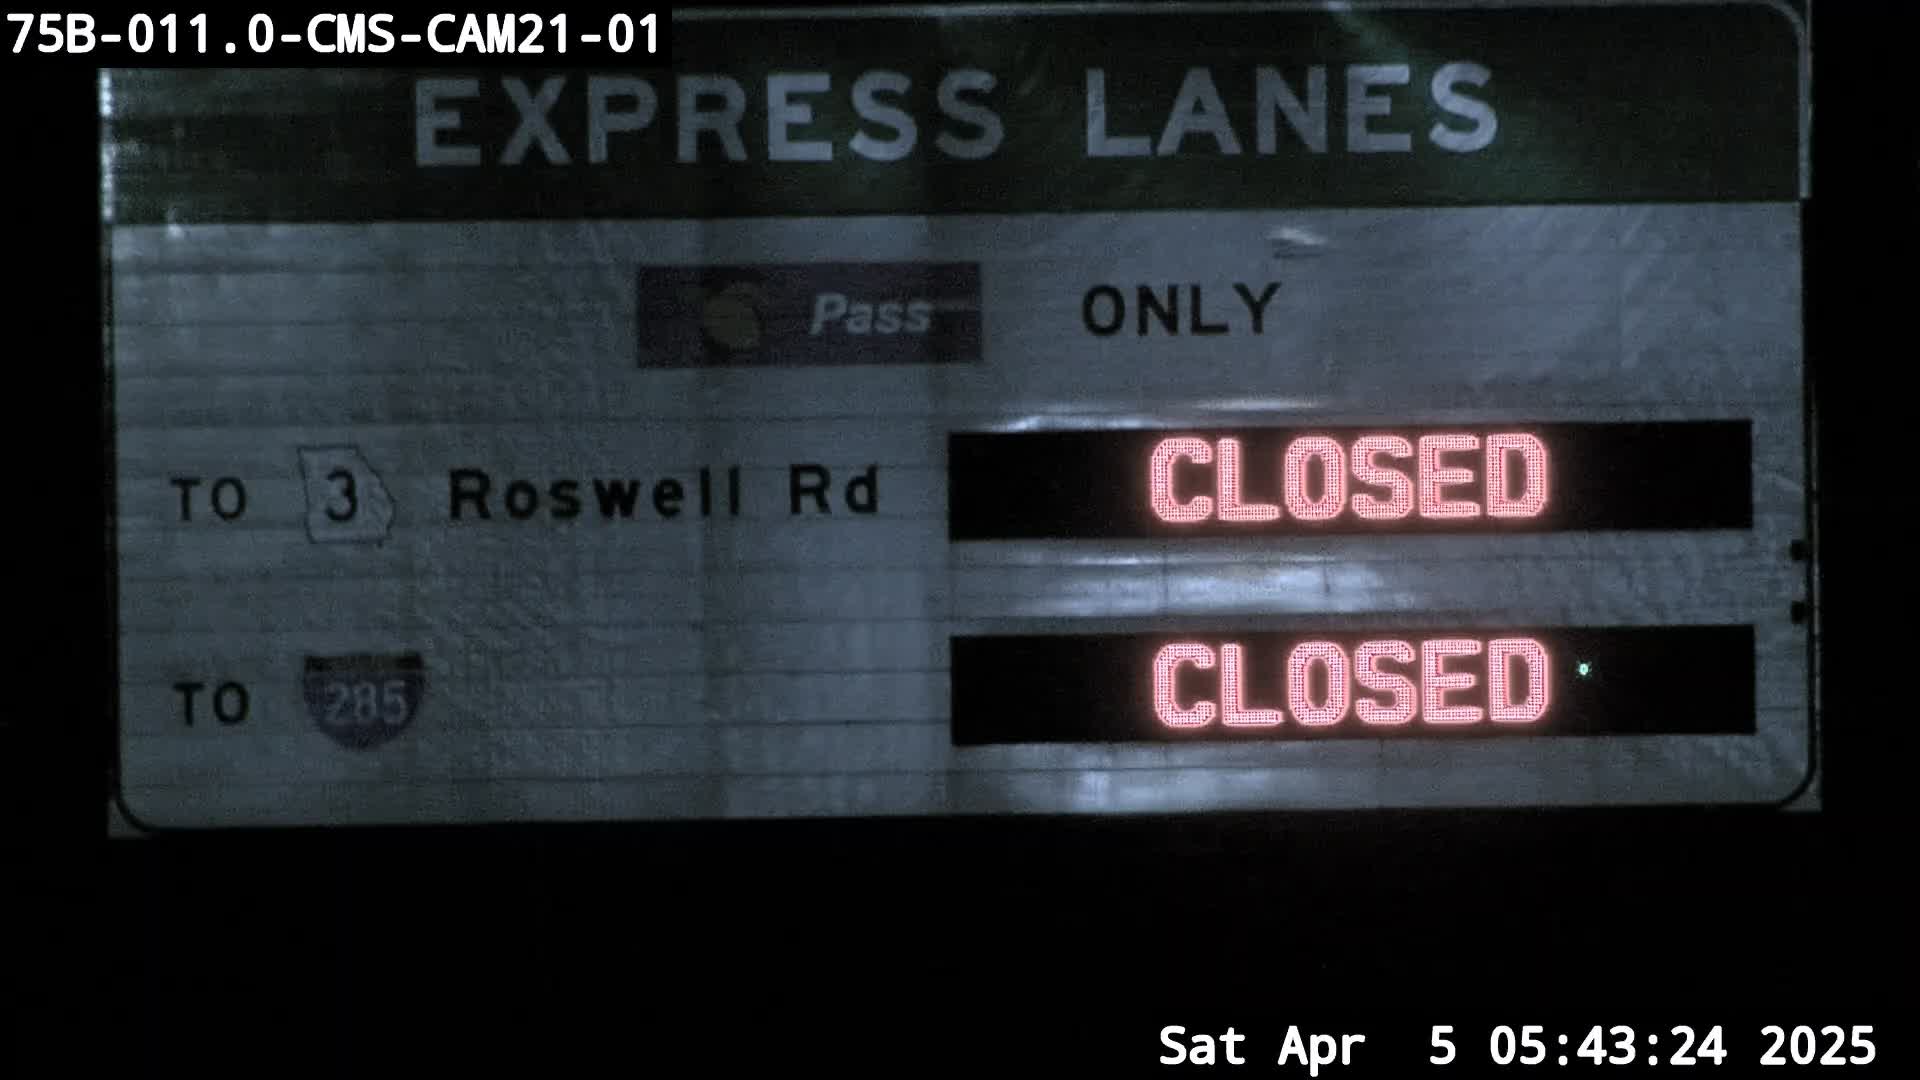 75B-011.0-CMS-CAM21-01
EXPRESS LANES
Pass ONLY
TO 3 Roswell Rd CLOSED
TO 285 CLOSED
Sat Apr 5 05:43:24 2025